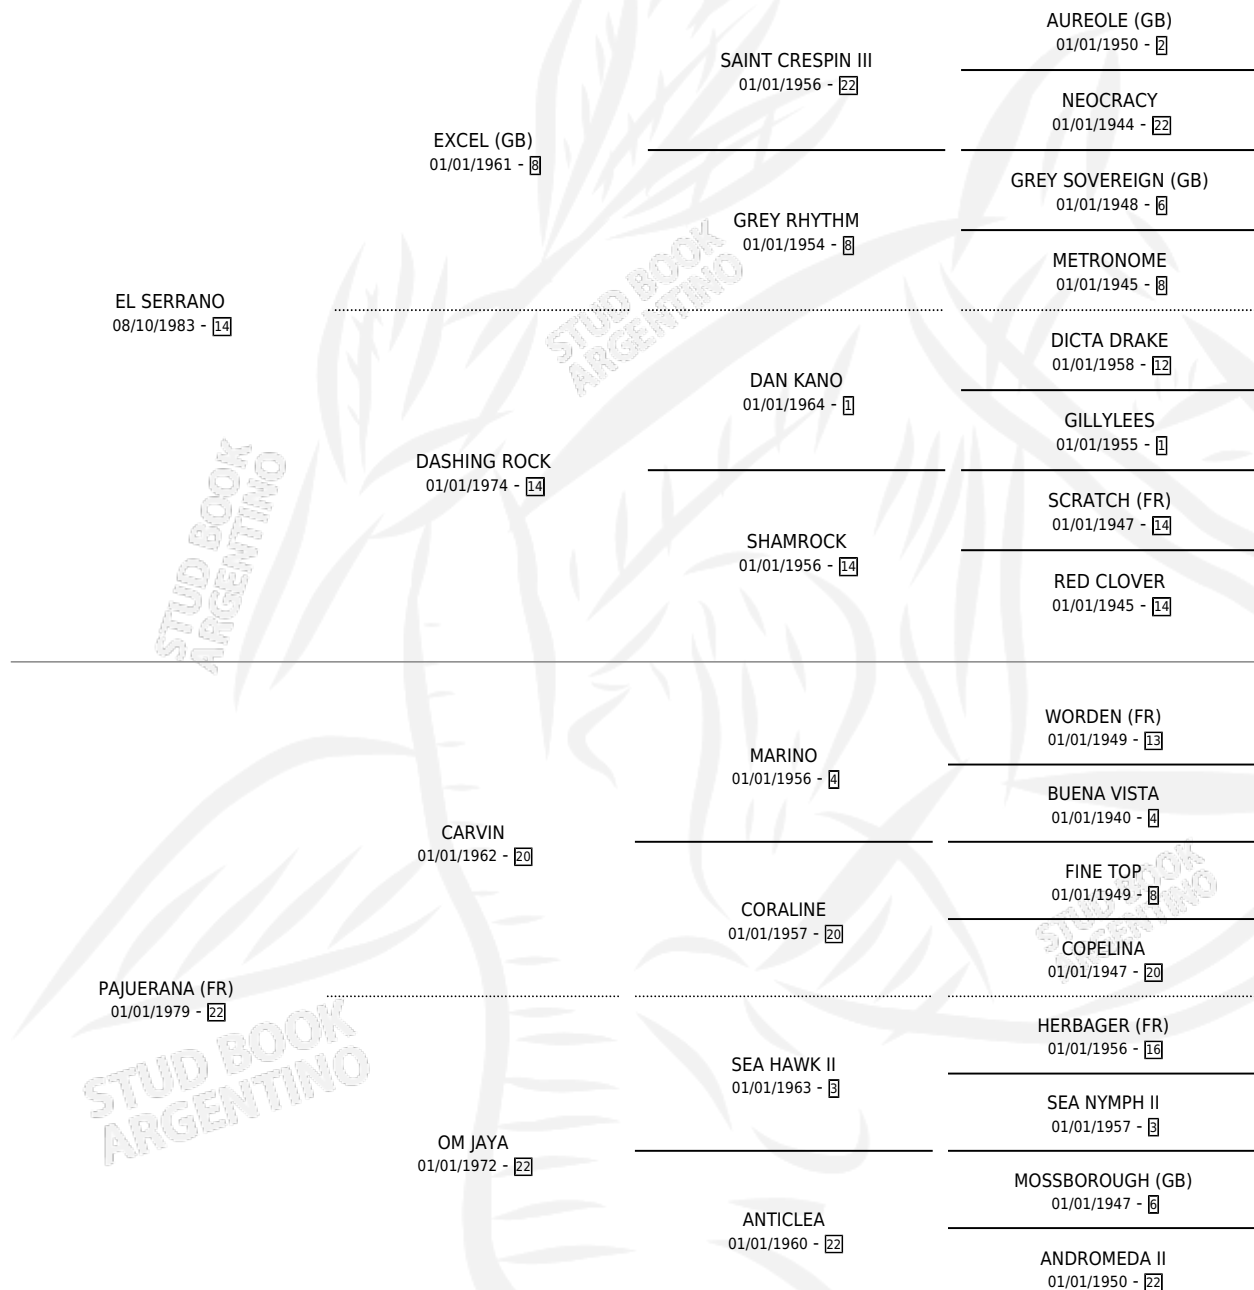 EL SERRANO
08/10/1983 - 14
EXCEL (GB)
01/01/1961 - 8
DASHING ROCK
01/01/1974 - 14
SAINT CRESPIN III
01/01/1956 - 22
GREY RHYTHM
01/01/1954 - 8
DAN KANO
01/01/1964 - 1
SHAMROCK
01/01/1956 - 14
AUREOLE (GB)
01/01/1950 - 2
NEOCRACY
01/01/1944 - 22
GREY SOVEREIGN (GB)
01/01/1948 - 6
METRONOME
01/01/1945 - 8
DICTA DRAKE
01/01/1958 - 12
GILLYLEES
01/01/1955 - 1
SCRATCH (FR)
01/01/1947 - 14
RED CLOVER
01/01/1945 - 14
PAJUERANA (FR)
01/01/1979 - 22
CARVIN
01/01/1962 - 20
OM JAYA
01/01/1972 - 22
MARINO
01/01/1956 - 4
CORALINE
01/01/1957 - 20
SEA HAWK II
01/01/1963 - 3
ANTICLEA
01/01/1960 - 22
WORDEN (FR)
01/01/1949 - 13
BUENA VISTA
01/01/1940 - 4
FINE TOP
01/01/1949 - 8
COPELINA
01/01/1947 - 20
HERBAGER (FR)
01/01/1956 - 16
SEA NYMPH II
01/01/1957 - 3
MOSSBOROUGH (GB)
01/01/1947 - 6
ANDROMEDA II
01/01/1950 - 22
STUD BOOK
ARGENTINO
STUD BOOK
ARGENTINO
STUD BOOK
ARGENTINO
STUD BOOK
ARGENTINO